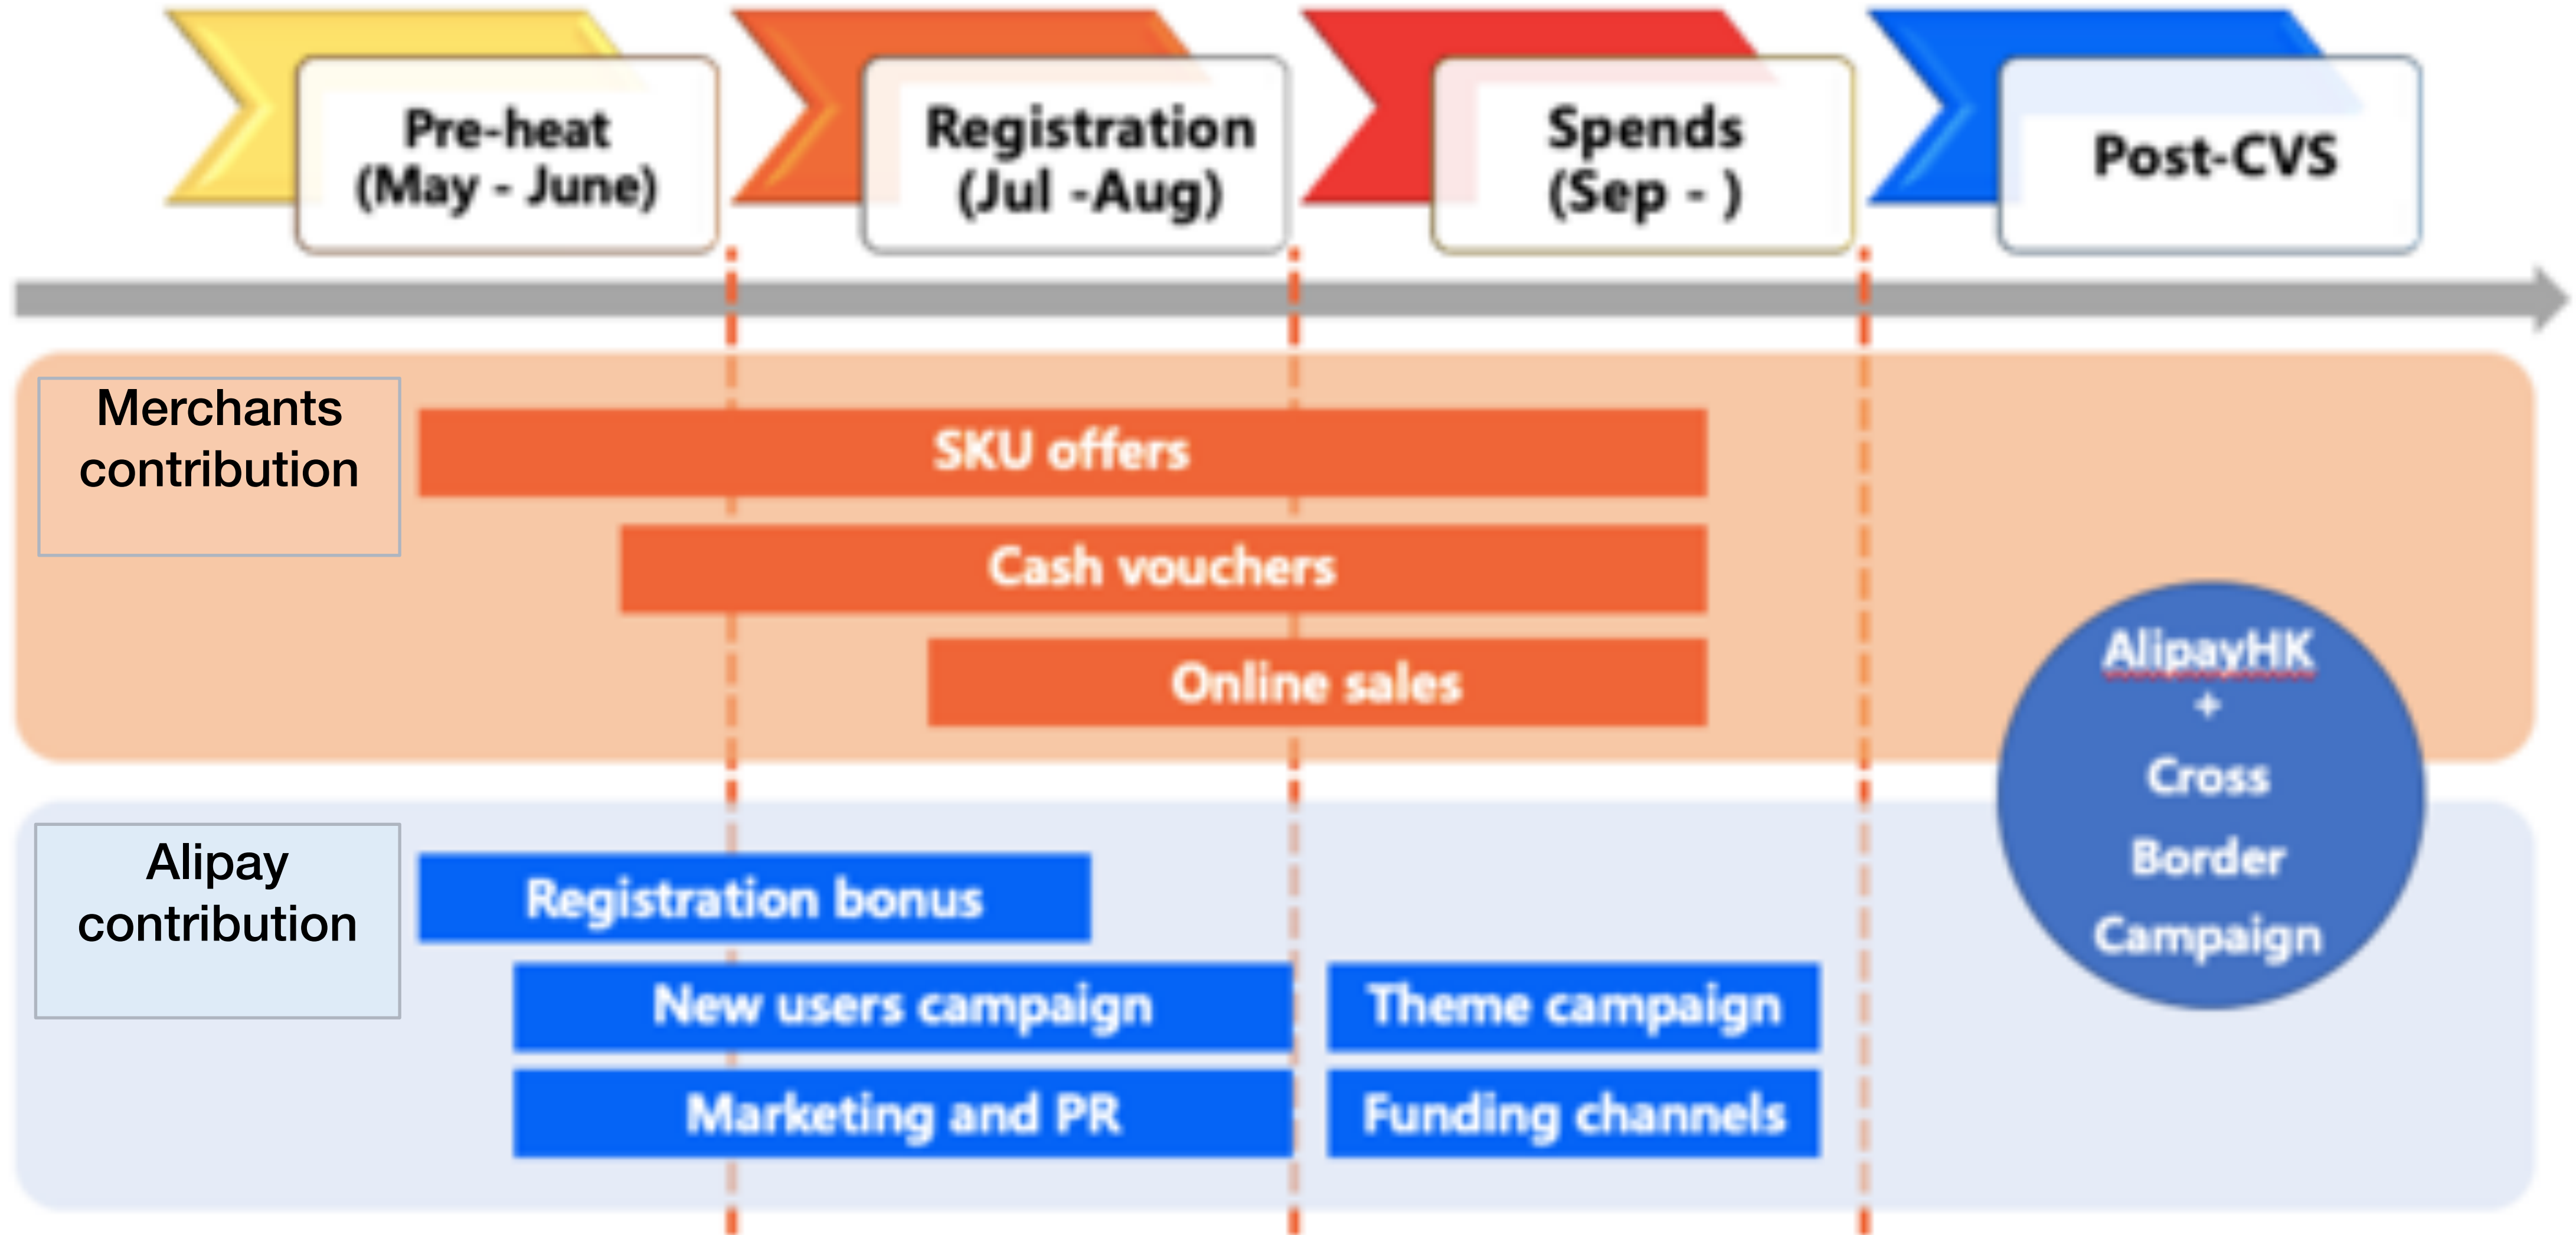 Pre-heat
(May - June)
Registration
(Jul -Aug)
Spends
(Sep - )
Post-CVS
Merchants
contribution
SKU offers
Cash vouchers
Online sales
AlipayHK
+
Cross
Border
Campaign
Alipay
contribution
Registration bonus
New users campaign
Theme campaign
Marketing and PR
Funding channels